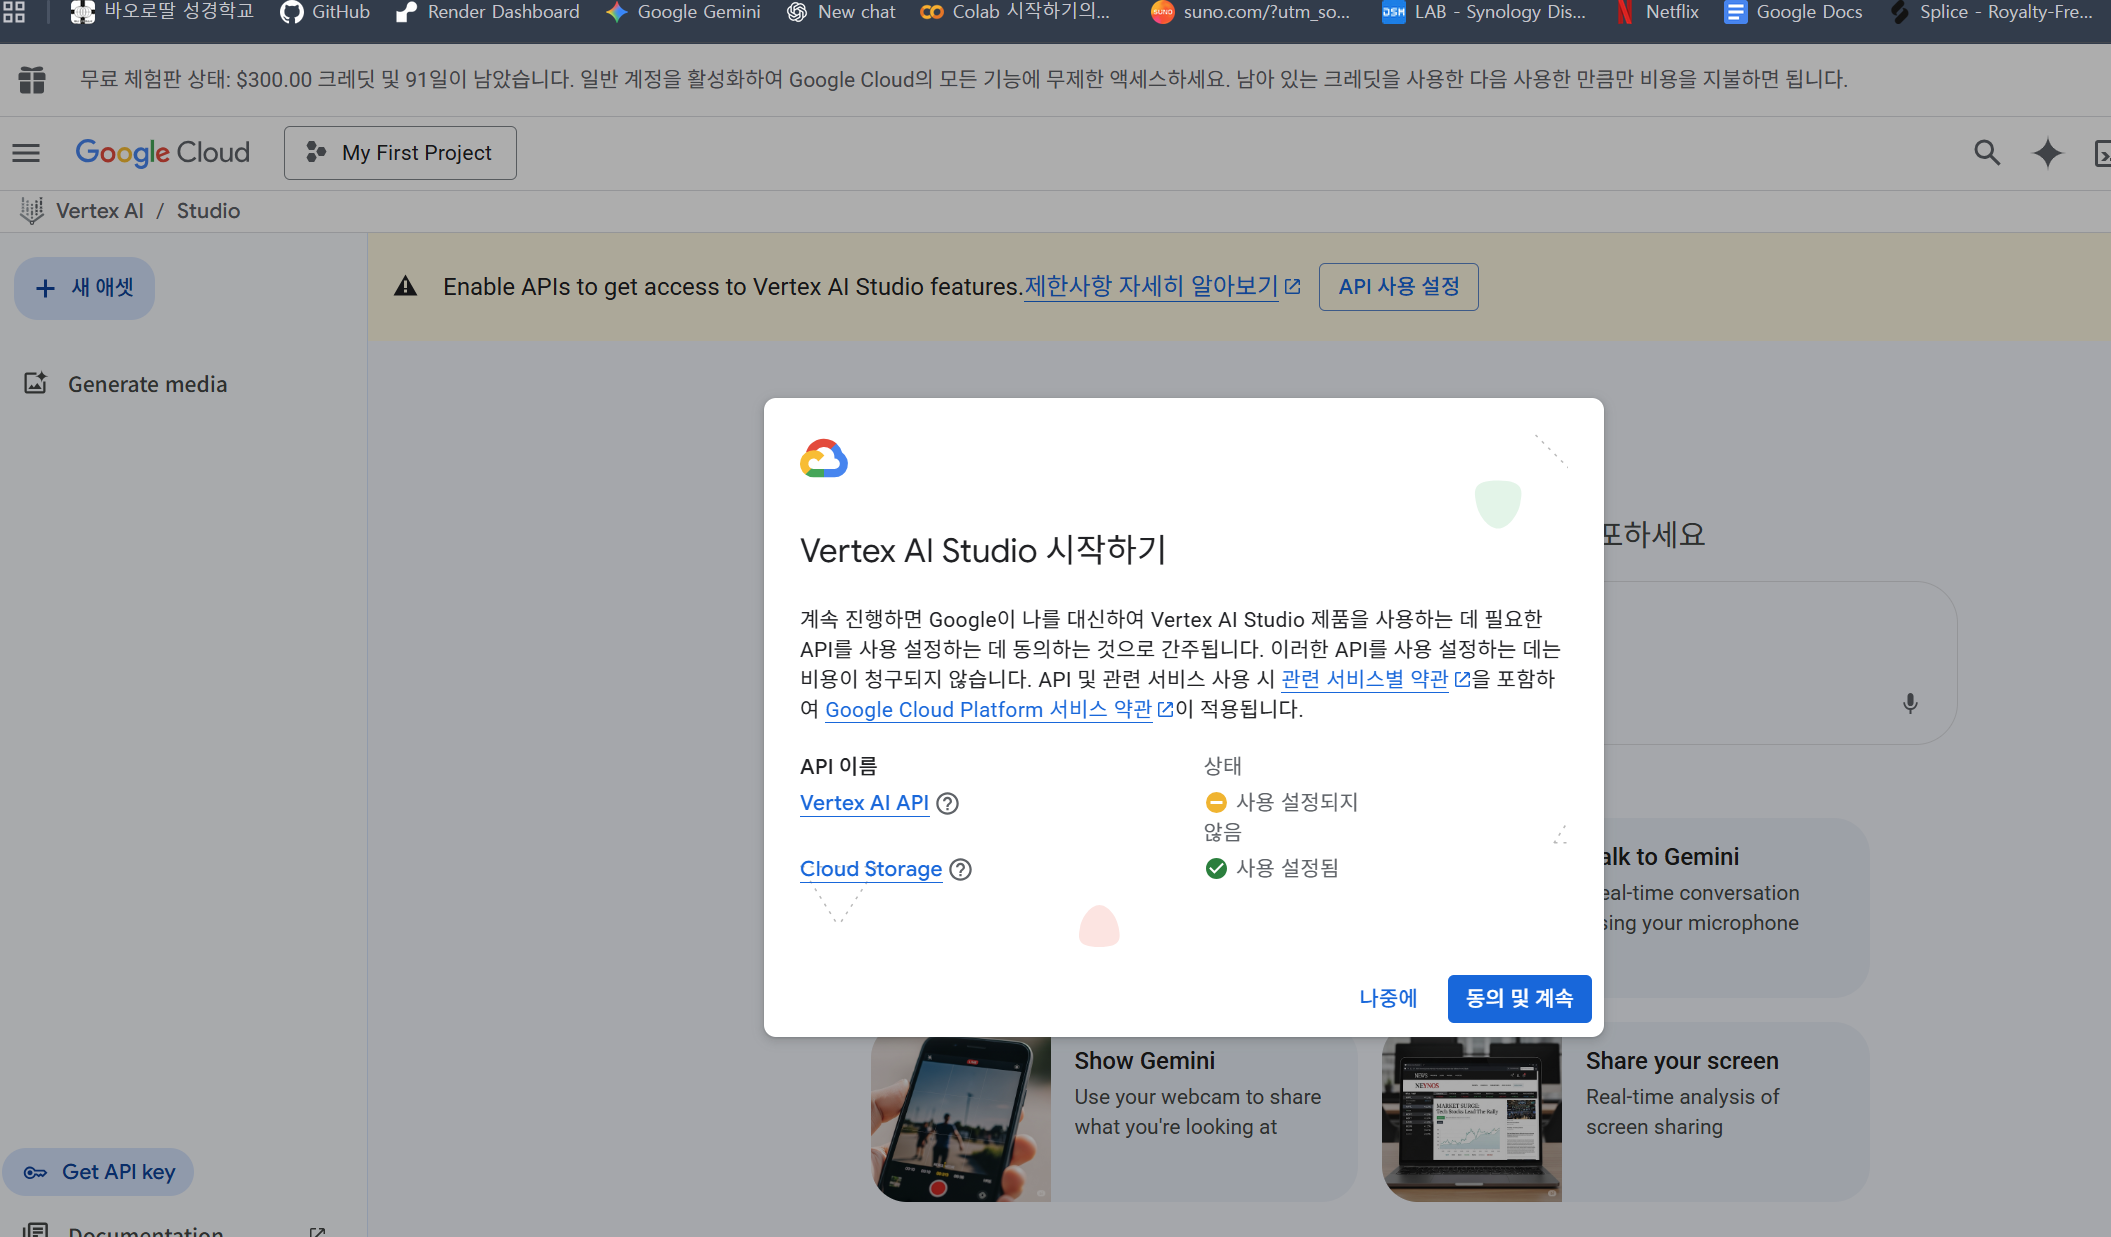 바오로딸 성경학교
GitHub
Render Dashboard
Google Gemini
New chat
Colab 시작하기의...
suno.com/?utm_so...
LAB - Synology Dis...
Netflix
Google Docs
Splice - Royalty-Fre...
무료 체험판 상태: $300.00 크레딧 및 91일이 남았습니다. 일반 계정을 활성화하여 Google Cloud의 모든 기능에 무제한 액세스하세요. 남아 있는 크레딧을 사용한 다음 사용한 만큼만 비용을 지불하면 됩니다.
Google Cloud
My First Project
Vertex AI / Studio
새 애셋
Enable APIs to get access to Vertex AI Studio features. 제한사항 자세히 알아보기
API 사용 설정
Generate media
포하세요
Vertex AI Studio 시작하기
계속 진행하면 Google이 나를 대신하여 Vertex AI Studio 제품을 사용하는 데 필요한
API를 사용 설정하는 데 동의하는 것으로 간주됩니다. 이러한 API를 사용 설정하는 데는
비용이 청구되지 않습니다. API 및 관련 서비스 사용 시 관련 서비스별 약관을 포함하
여 Google Cloud Platform 서비스 약관이 적용됩니다.
API 이름
상태
Vertex AI API
사용 설정되지
않음
Cloud Storage
사용 설정됨
나중에
동의 및 계속
alk to Gemini
eal-time conversation
sing your microphone
Show Gemini
Use your webcam to share
what you're looking at
Share your screen
Real-time analysis of
screen sharing
Get API key
Documentation